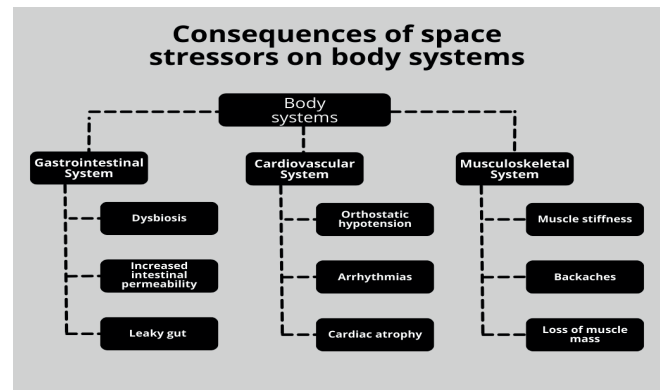 Consequences of space
stressors on body systems
Body
systems
Gastrointestinal
System
Cardiovascular
System
Musculoskeletal
System
Dysbiosis
Orthostatic
hypotension
Muscle stiffness
Increased
intestinal
permeability
Arrhythmias
Backaches
Leaky gut
Cardiac atrophy
Loss of muscle
mass